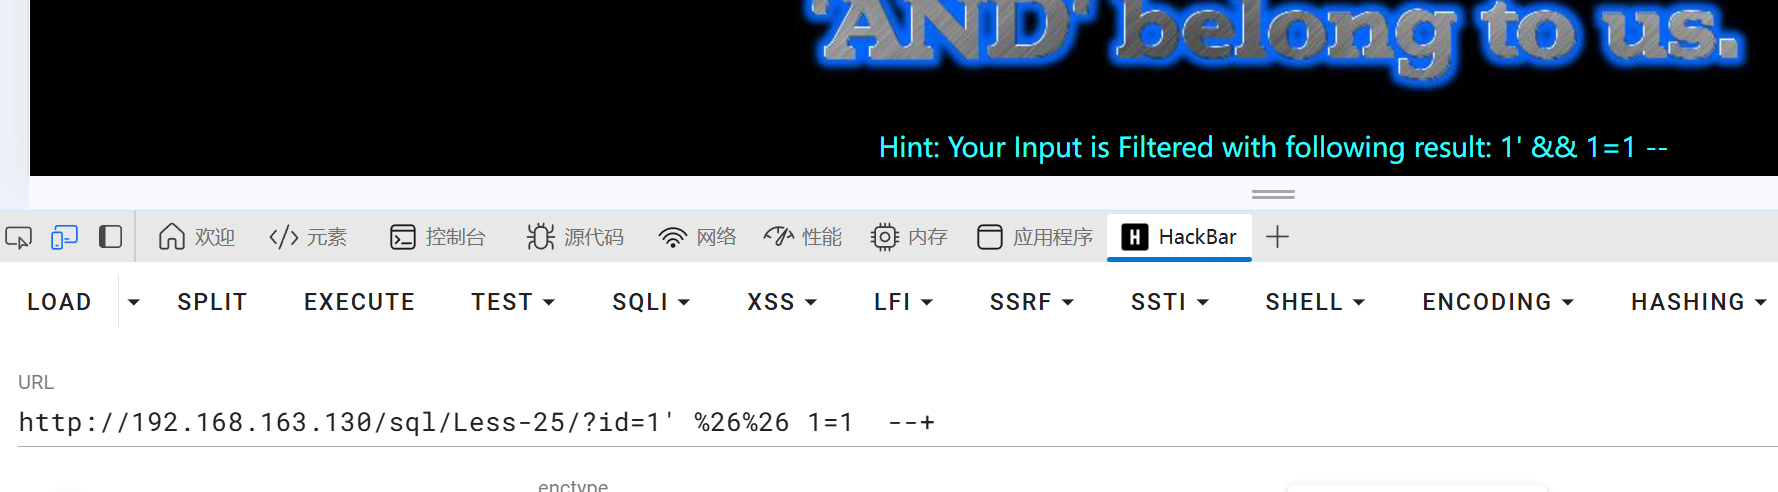 'AND' belong to us.
Hint: Your Input is Filtered with following result: 1' && 1=1 --
欢迎 </> 元素 控制台 源代码 网络 性能 内存 应用程序 H HackBar +
LOAD SPLIT EXECUTE TEST SQLI XSS LFI SSRF SSTI SHELL ENCODING HASHING
URL
http://192.168.163.130/sql/Less-25/?id=1' %26%26 1=1  --+
enctype